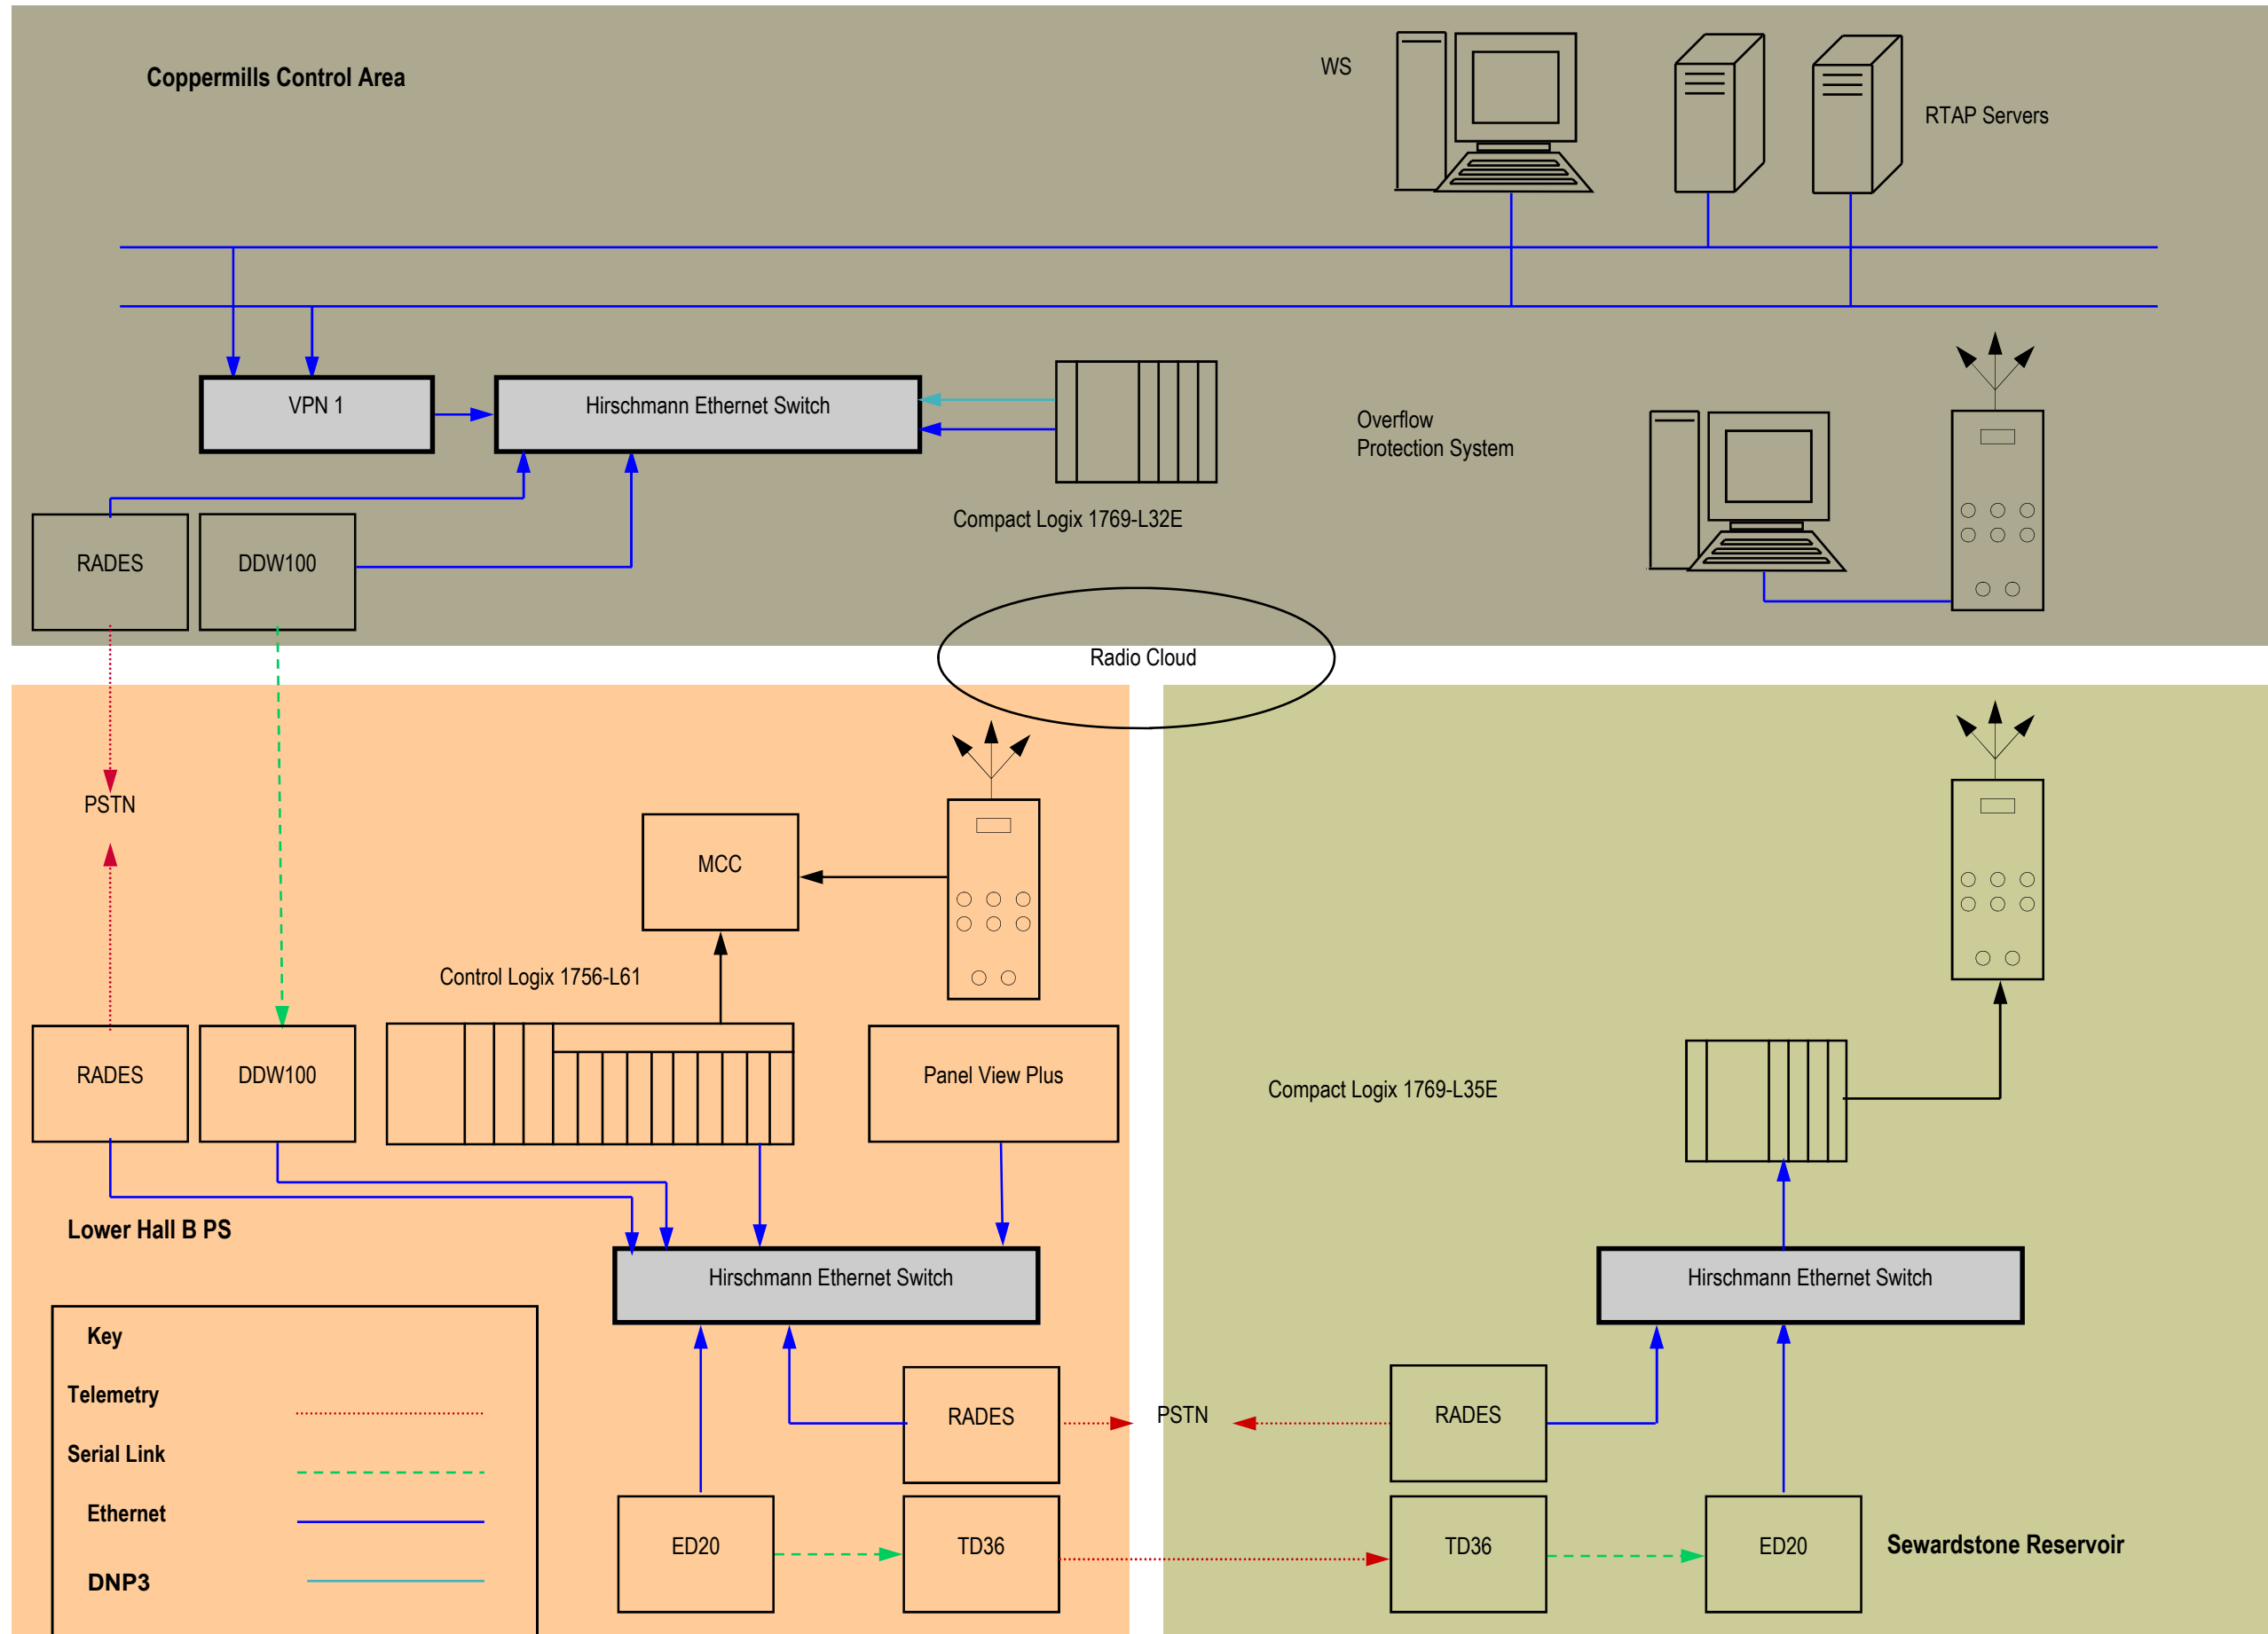 Coppermills Control Area
WS
RTAP Servers
VPN 1
Hirschmann Ethernet Switch
Overflow
Protection System
Compact Logix 1769-L32E
RADES
DDW100
Radio Cloud
PSTN
MCC
Control Logix 1756-L61
RADES
DDW100
Panel View Plus
Compact Logix 1769-L35E
Lower Hall B PS
Hirschmann Ethernet Switch
Hirschmann Ethernet Switch
Key
Telemetry
Serial Link
Ethernet
DNP3
RADES
PSTN
RADES
ED20
TD36
TD36
ED20
Sewardstone Reservoir